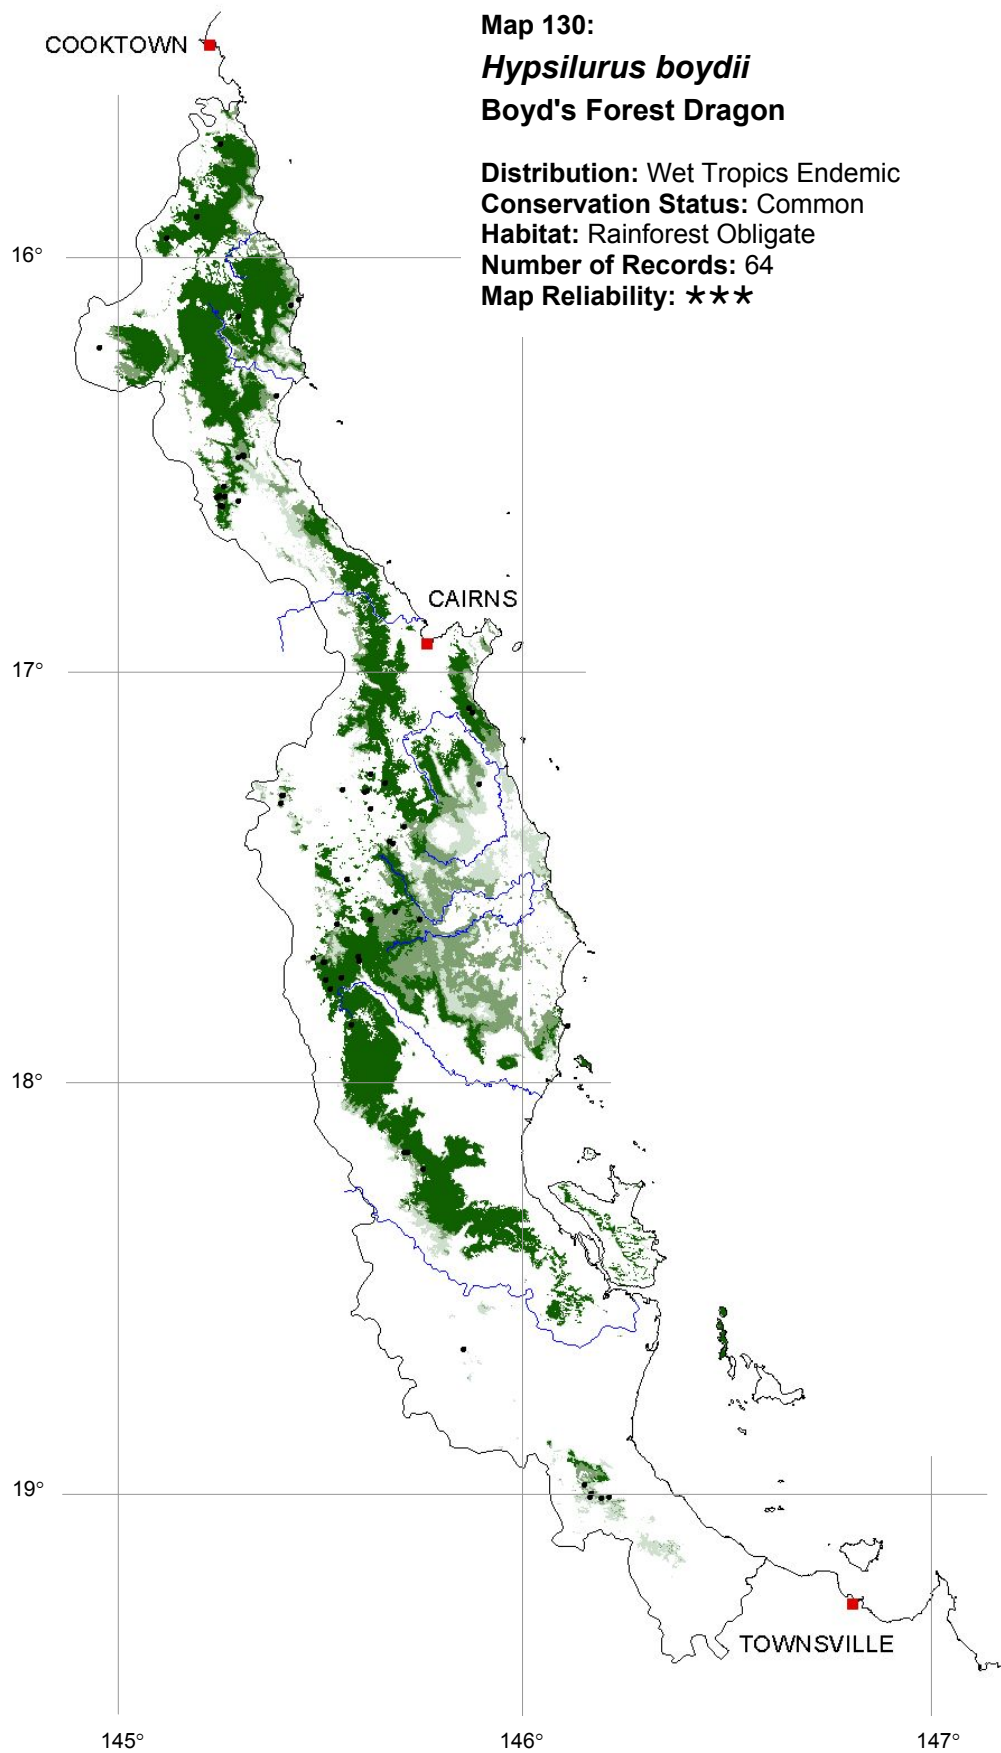 Map 130:
Hypsilurus boydii
Boyd's Forest Dragon
Distribution: Wet Tropics Endemic
Conservation Status: Common
Habitat: Rainforest Obligate
Number of Records: 64
Map Reliability: ***
COOKTOWN
16°
CAIRNS
17°
18°
19°
TOWNSVILLE
145°
146°
147°